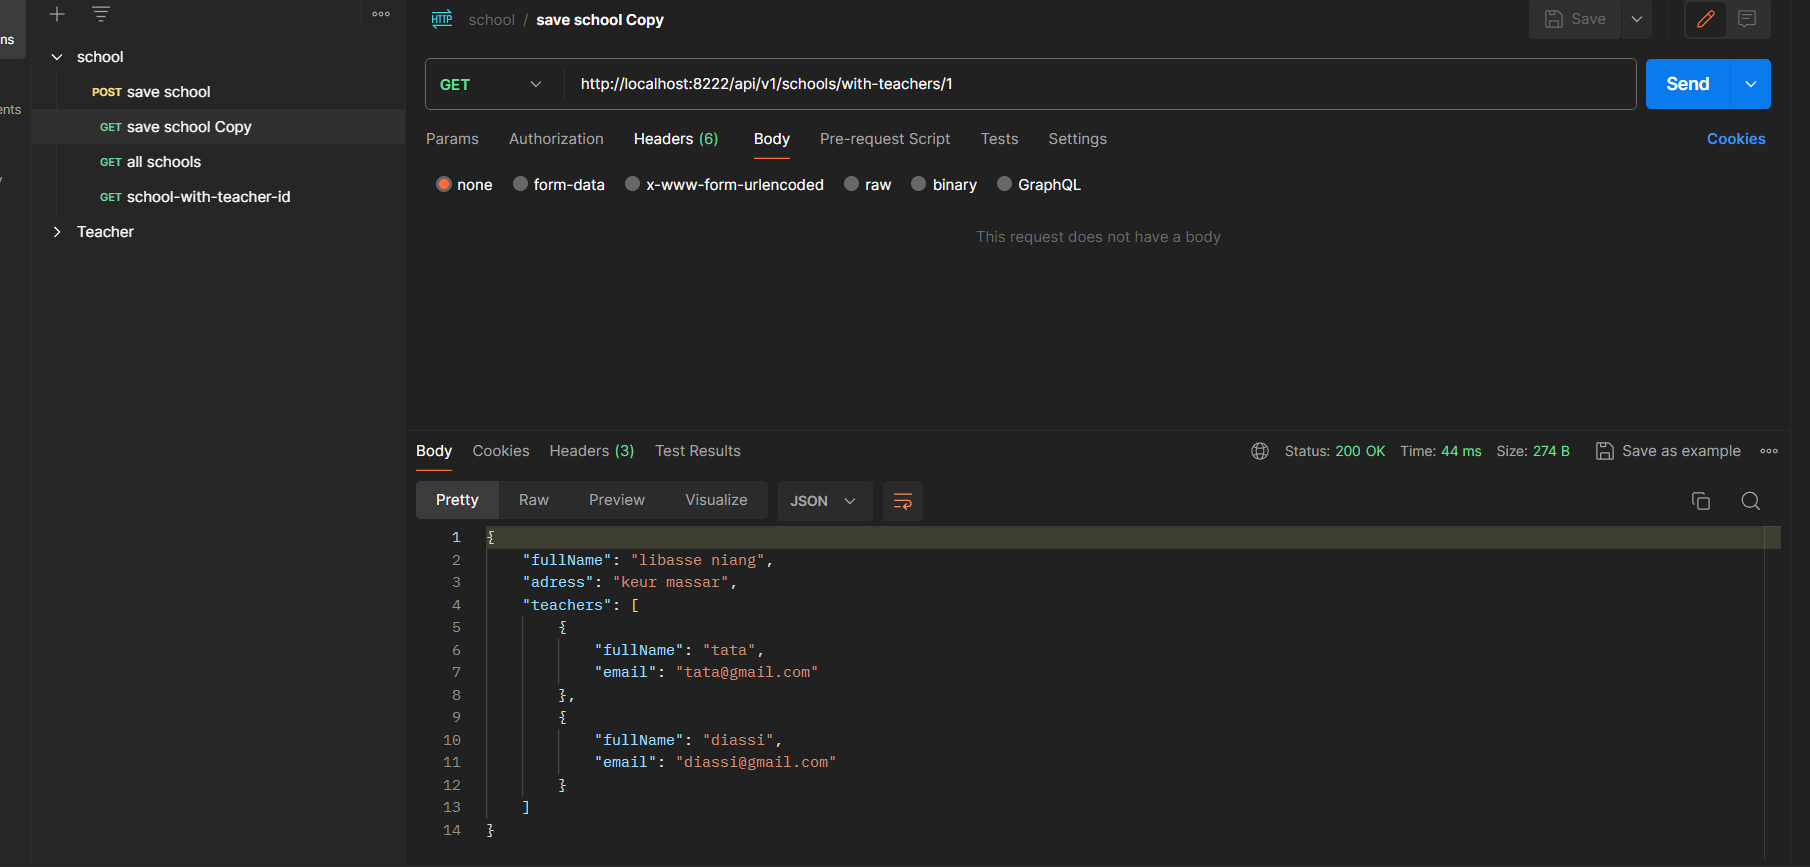 ns
ents
school
POST save school
GET save school Copy
GET all schools
GET school-with-teacher-id
Teacher
HTTP school / save school Copy
Save
GET http://localhost:8222/api/v1/schools/with-teachers/1
Send
Params Authorization Headers (6) Body Pre-request Script Tests Settings Cookies
none form-data x-www-form-urlencoded raw binary GraphQL
This request does not have a body
Body Cookies Headers (3) Test Results Status: 200 OK Time: 44 ms Size: 274 B Save as example
Pretty Raw Preview Visualize JSON
1 {
2 "fullName": "libasse niang",
3 "adress": "keur massar",
4 "teachers": [
5 {
6 "fullName": "tata",
7 "email": "tata@gmail.com"
8 },
9 {
10 "fullName": "diassi",
11 "email": "diassi@gmail.com"
12 }
13 ]
14 }